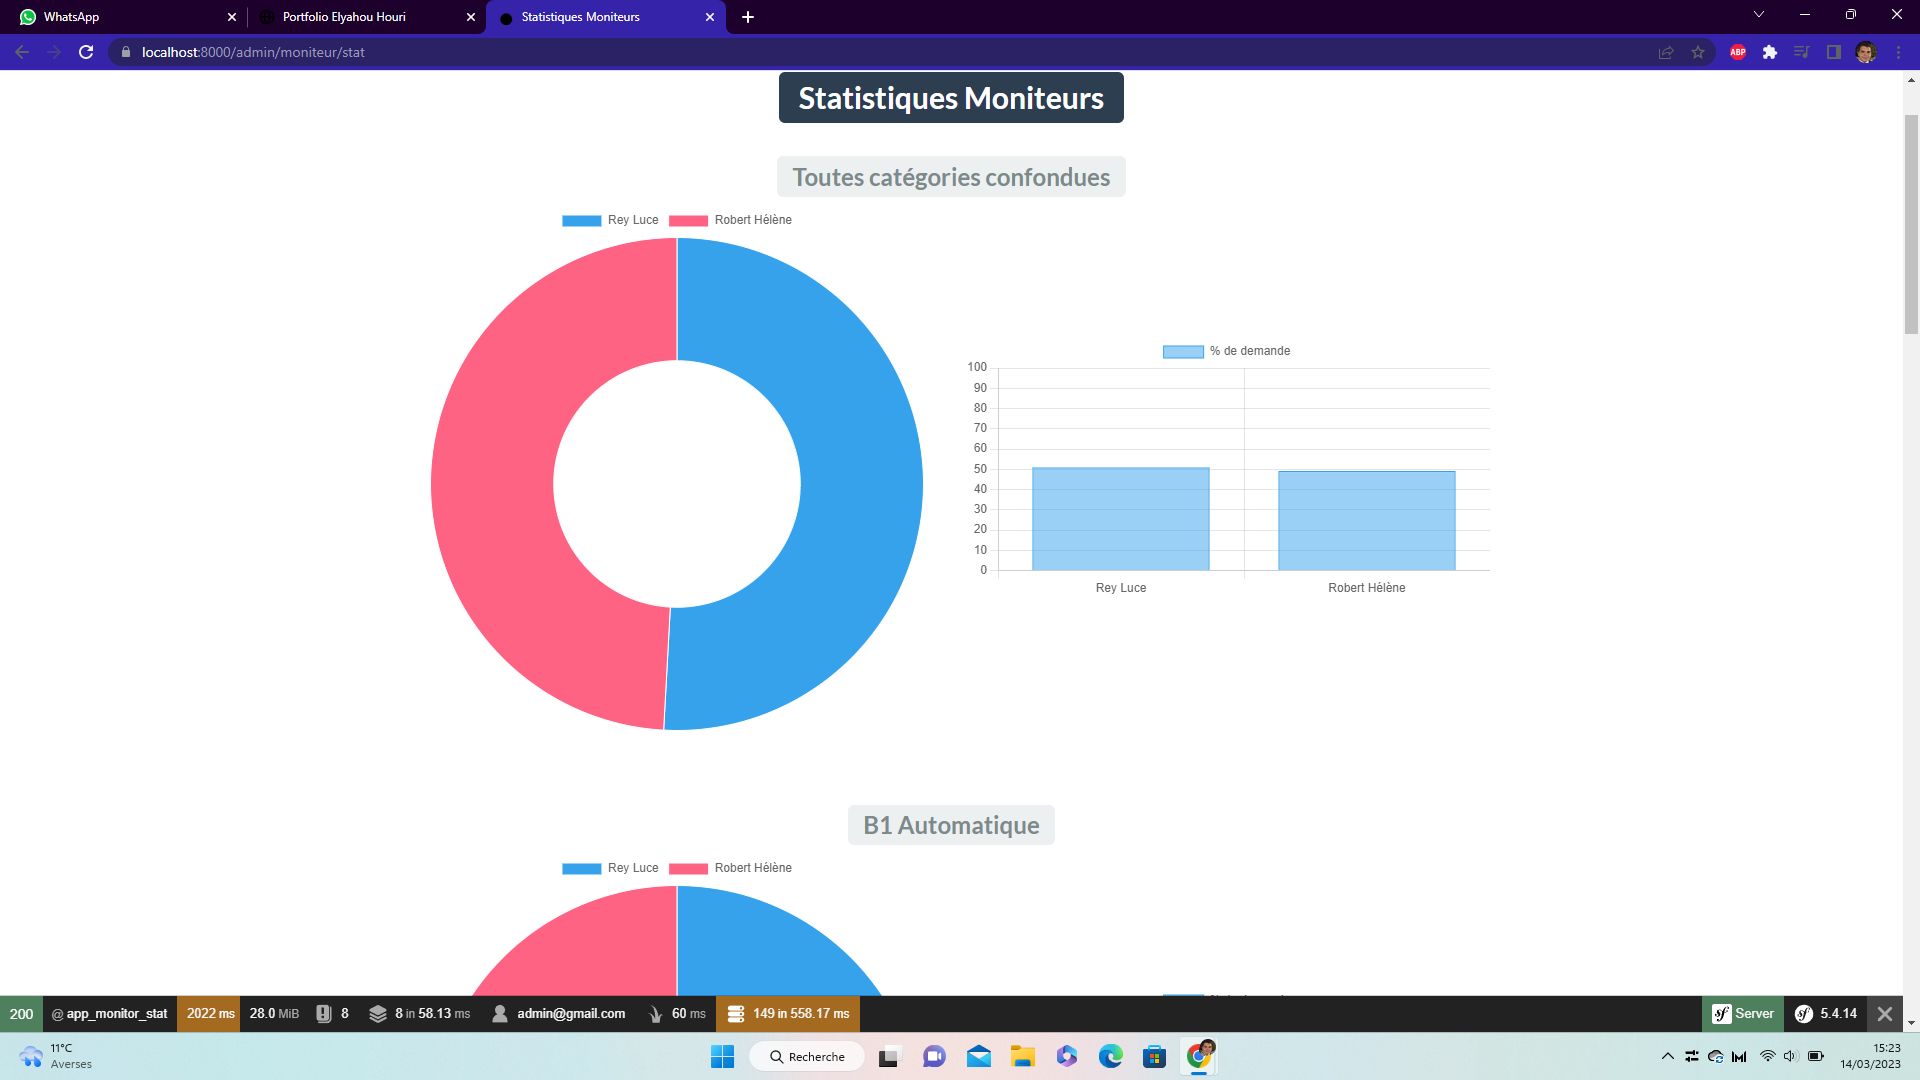 WhatsApp
Portfolio Elyahou Houri
Statistiques Moniteurs
localhost:8000/admin/moniteur/stat
ABP
Statistiques Moniteurs
Toutes catégories confondues
Rey Luce
Robert Hélène
% de demande
100
90
80
70
60
50
40
30
20
10
0
Rey Luce
Robert Hélène
B1 Automatique
Rey Luce
Robert Hélène
200
@ app_monitor_stat
2022 ms
28.0 MiB
8
8 in 58.13 ms
admin@gmail.com
60 ms
149 in 558.17 ms
Server
5.4.14
11°C
Averses
Recherche
15:23
14/03/2023